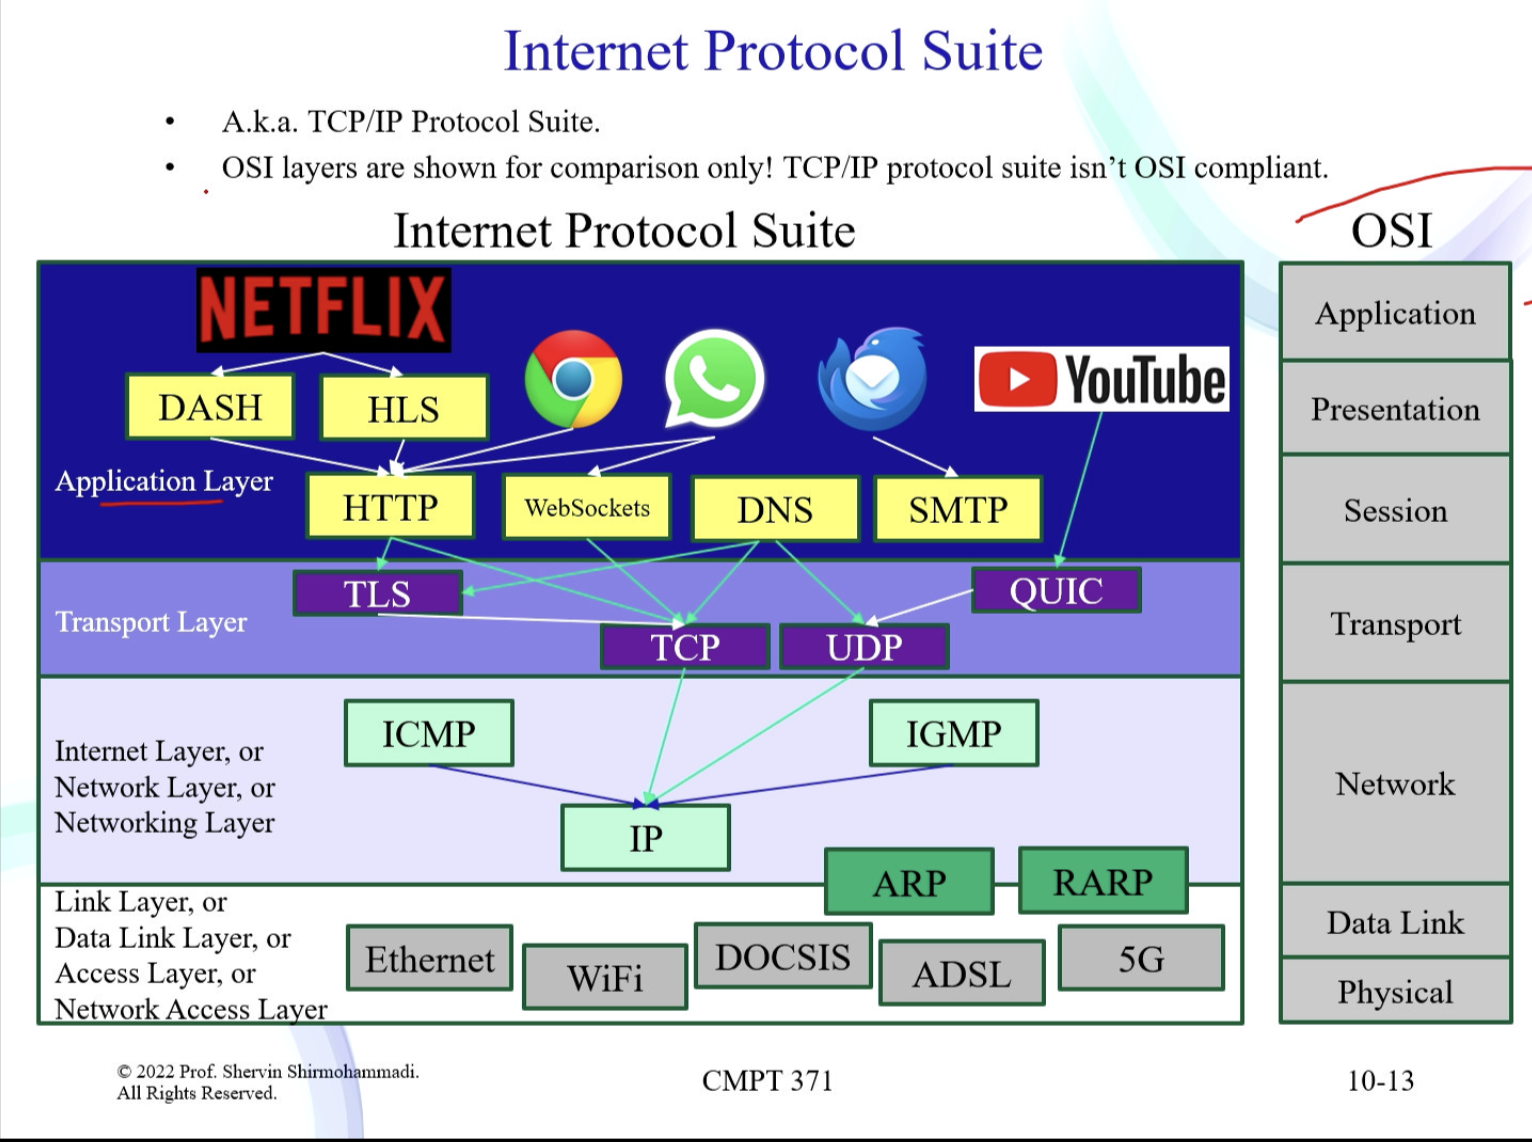 Internet Protocol Suite
• A.k.a. TCP/IP Protocol Suite.
• OSI layers are shown for comparison only! TCP/IP protocol suite isn't OSI compliant.
Internet Protocol Suite
OSI
NETFLIX
YouTube
DASH
HLS
Application Layer
HTTP
WebSockets
DNS
SMTP
Transport Layer
TLS
QUIC
TCP
UDP
Internet Layer, or
Network Layer, or
Networking Layer
ICMP
IGMP
IP
ARP
RARP
Link Layer, or
Data Link Layer, or
Access Layer, or
Network Access Layer
Ethernet
WiFi
DOCSIS
ADSL
5G
Application
Presentation
Session
Transport
Network
Data Link
Physical
© 2022 Prof. Shervin Shirmohammadi.
All Rights Reserved.
CMPT 371
10-13